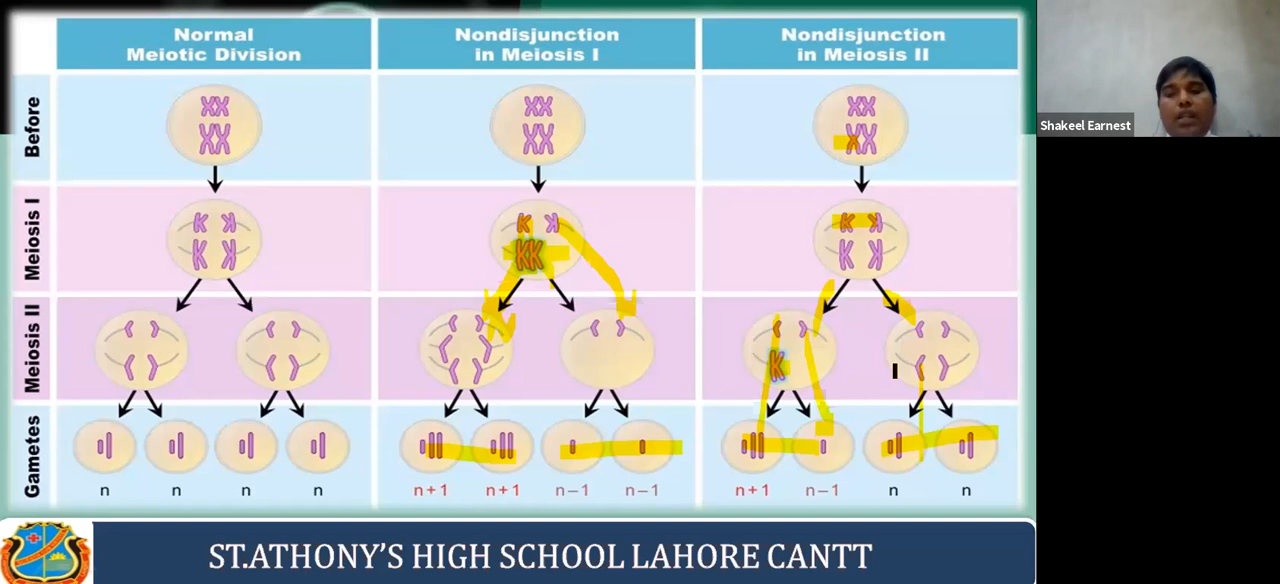 Normal
Meiotic Division
Nondisjunction
in Meiosis I
Nondisjunction
in Meiosis II
Before
Meiosis I
Meiosis II
Gametes
n
n
n
n
n+1
n+1
n−1
n−1
n+1
n−1
n
n
Shakeel Earnest
ST.ATHONY'S HIGH SCHOOL LAHORE CANTT